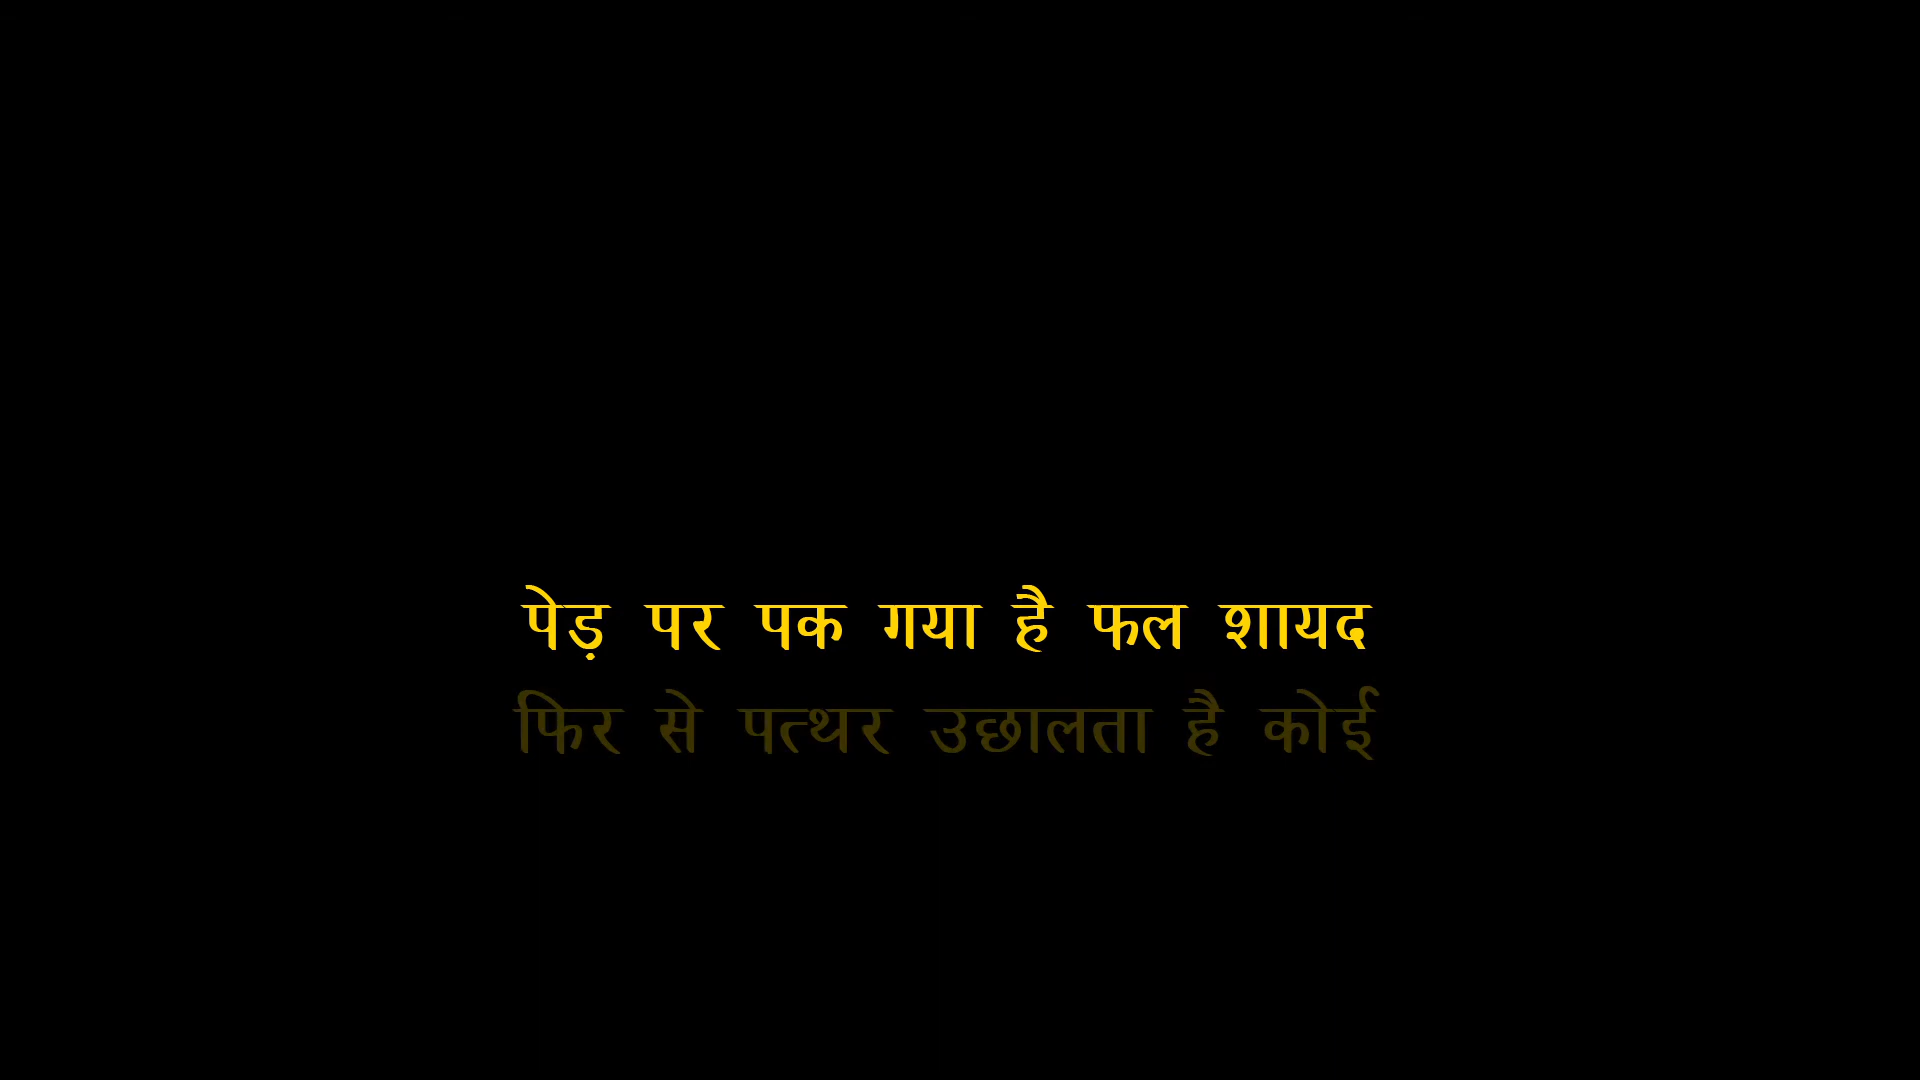 पेड़ पर पक गया है फल शायद
फिर से पत्थर उछालता है कोई